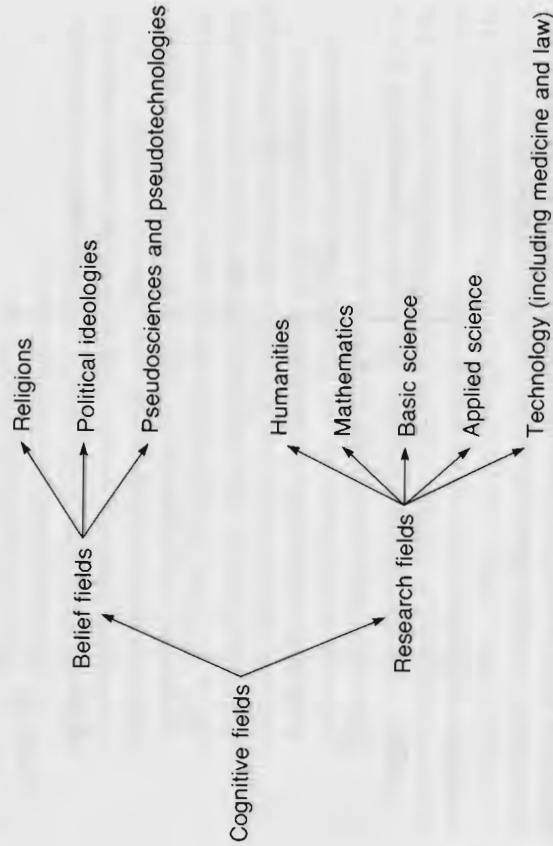 Cognitive fields
Belief fields
Religions
Political ideologies
Pseudosciences and pseudotechnologies
Research fields
Humanities
Mathematics
Basic science
Applied science
Technology (including medicine and law)